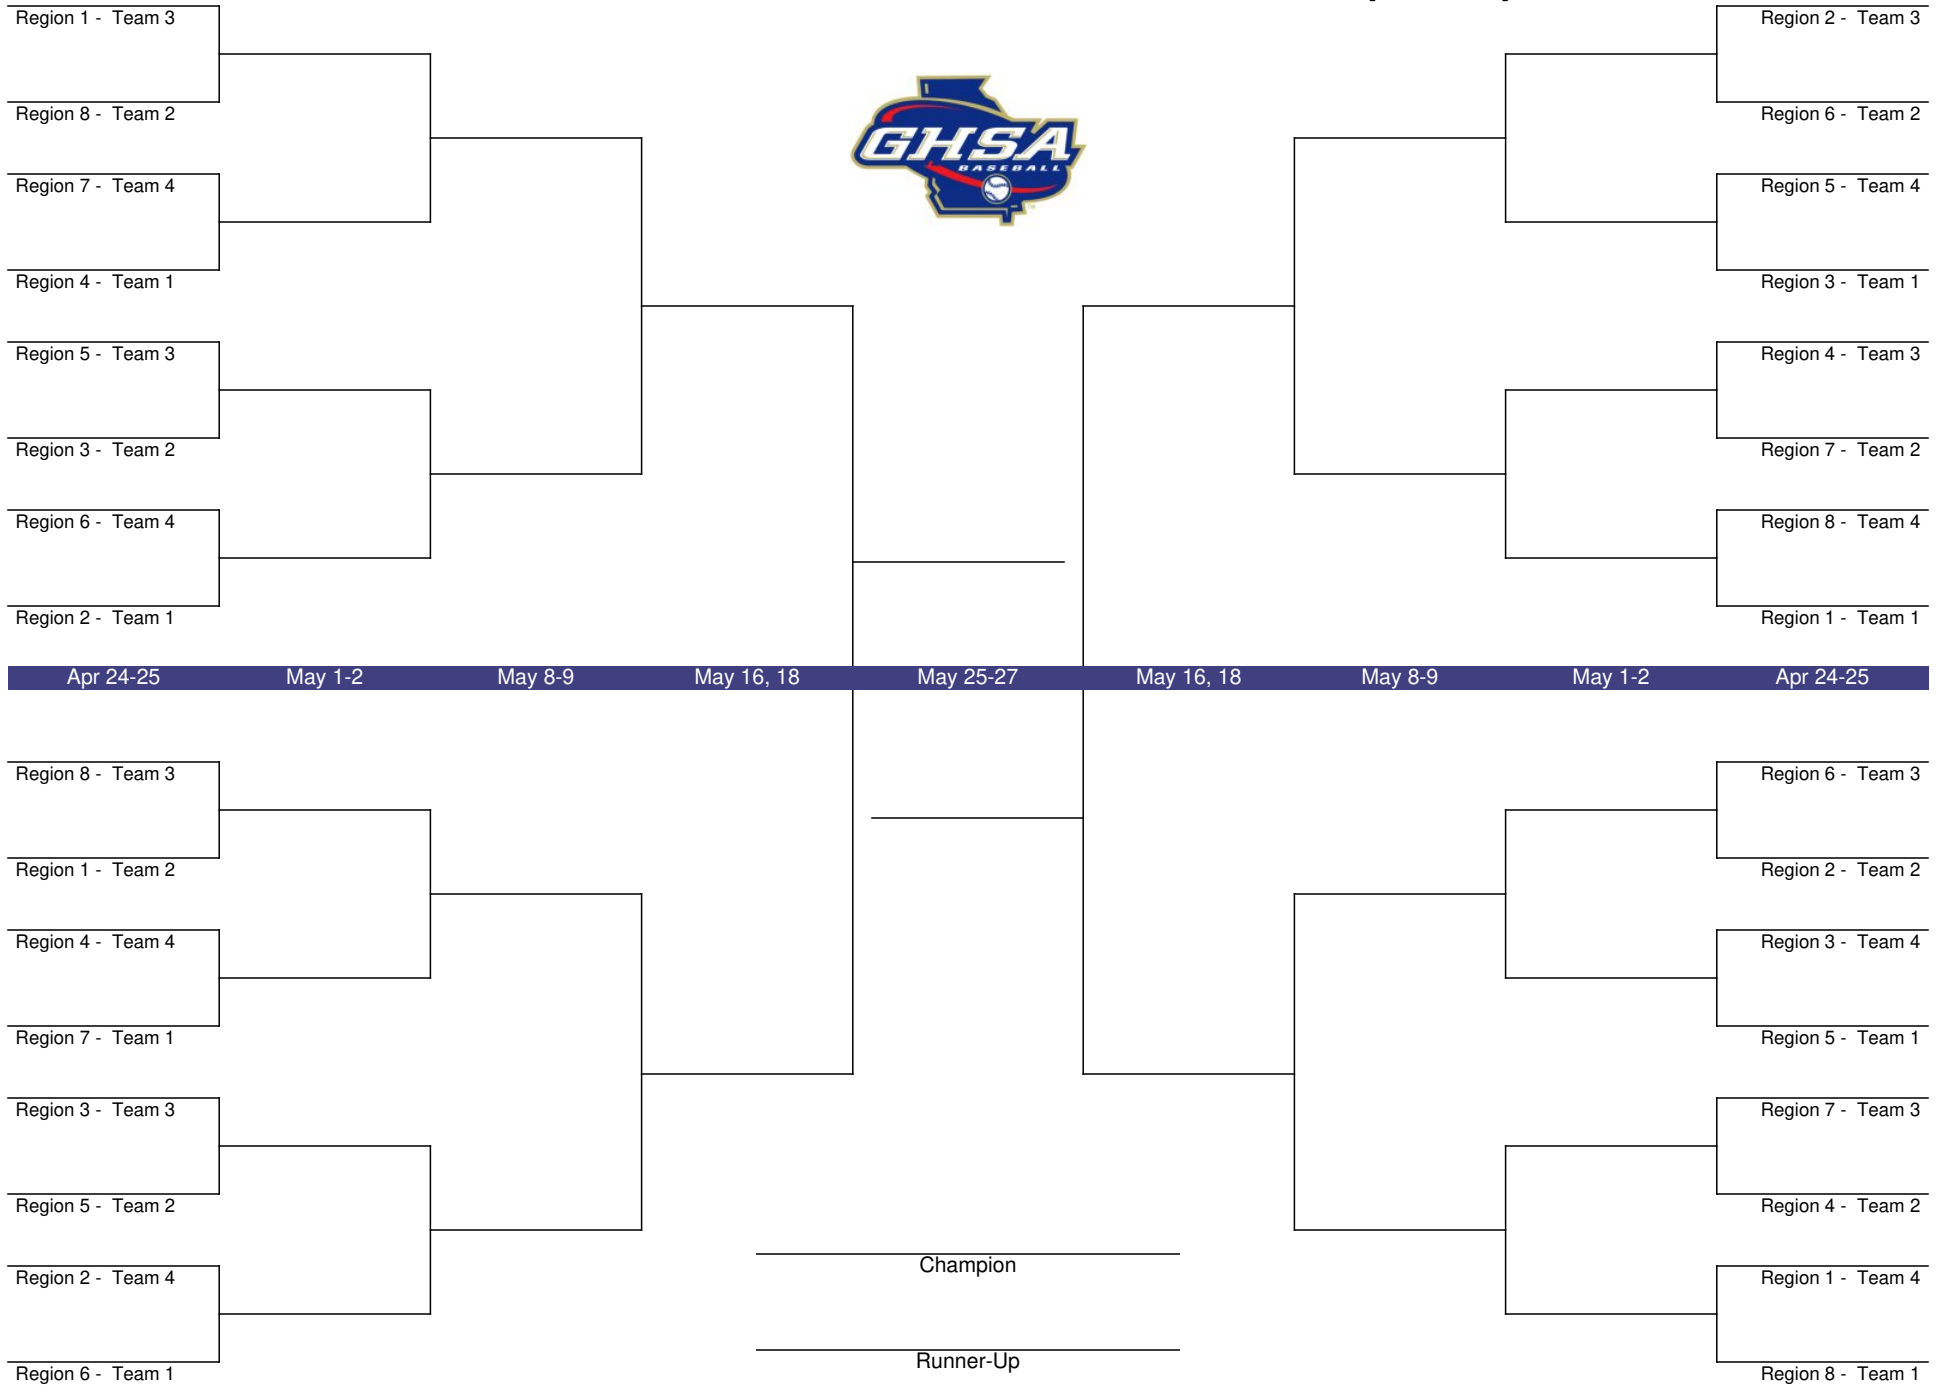 Region 1 - Team 3
Region 8 - Team 2
Region 7 - Team 4
Region 4 - Team 1
Region 5 - Team 3
Region 3 - Team 2
Region 6 - Team 4
Region 2 - Team 1
GHSA
BASEBALL
Region 2 - Team 3
Region 6 - Team 2
Region 5 - Team 4
Region 3 - Team 1
Region 4 - Team 3
Region 7 - Team 2
Region 8 - Team 4
Region 1 - Team 1
Apr 24-25 May 1-2 May 8-9 May 16, 18 May 25-27 May 16, 18 May 8-9 May 1-2 Apr 24-25
Region 8 - Team 3
Region 1 - Team 2
Region 4 - Team 4
Region 7 - Team 1
Region 3 - Team 3
Region 5 - Team 2
Region 2 - Team 4
Region 6 - Team 1
Region 6 - Team 3
Region 2 - Team 2
Region 3 - Team 4
Region 5 - Team 1
Region 7 - Team 3
Region 4 - Team 2
Region 1 - Team 4
Region 8 - Team 1
Champion
Runner-Up